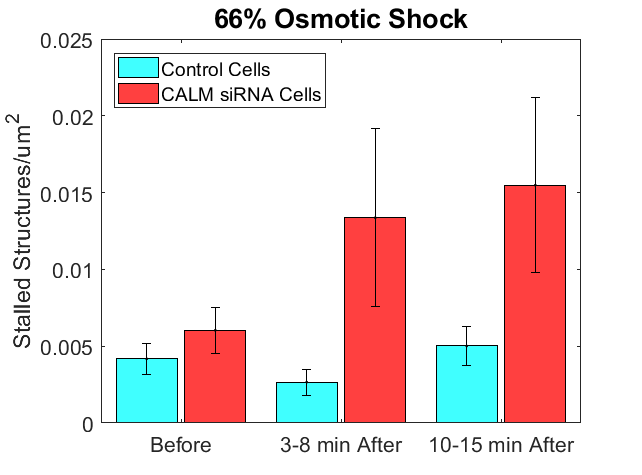 66% Osmotic Shock
Control Cells
CALM siRNA Cells
Stalled Structures/um²
0.025
0.02
0.015
0.01
0.005
0
Before
3-8 min After
10-15 min After